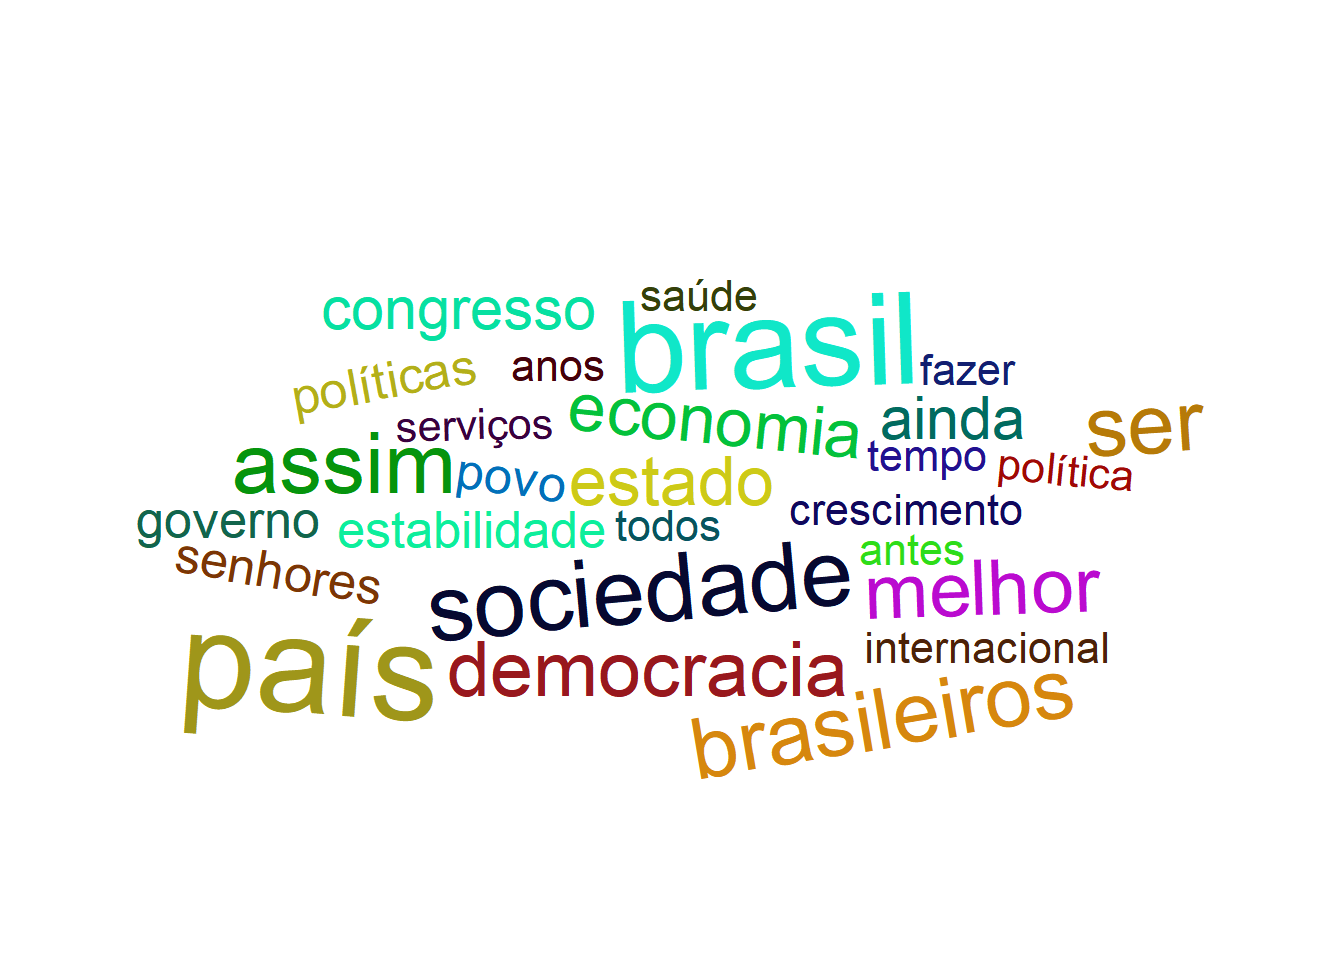 saúde
congresso
brasil
anos
fazer
políticas
economia
ainda
ser
serviços
assim
tempo
política
povo
estado
governo
estabilidade
todos
crescimento
senhores
antes
sociedade
melhor
país
democracia
internacional
brasileiros